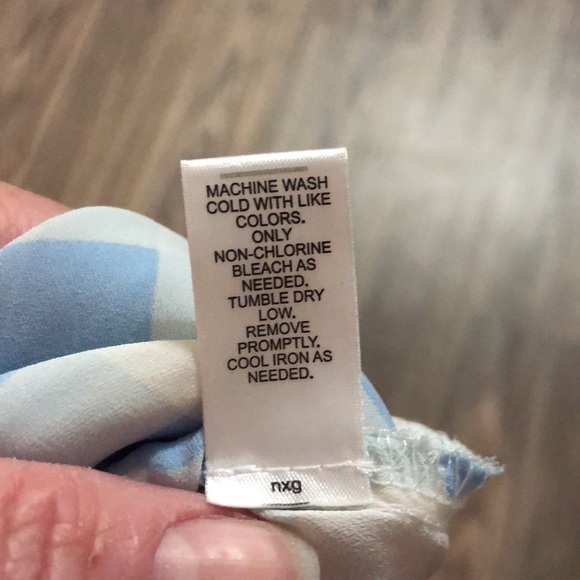 MACHINE WASH
COLD WITH LIKE
COLORS.
ONLY
NON-CHLORINE
BLEACH AS
NEEDED.
TUMBLE DRY
LOW.
REMOVE
PROMPTLY.
COOL IRON AS
NEEDED.
nxg